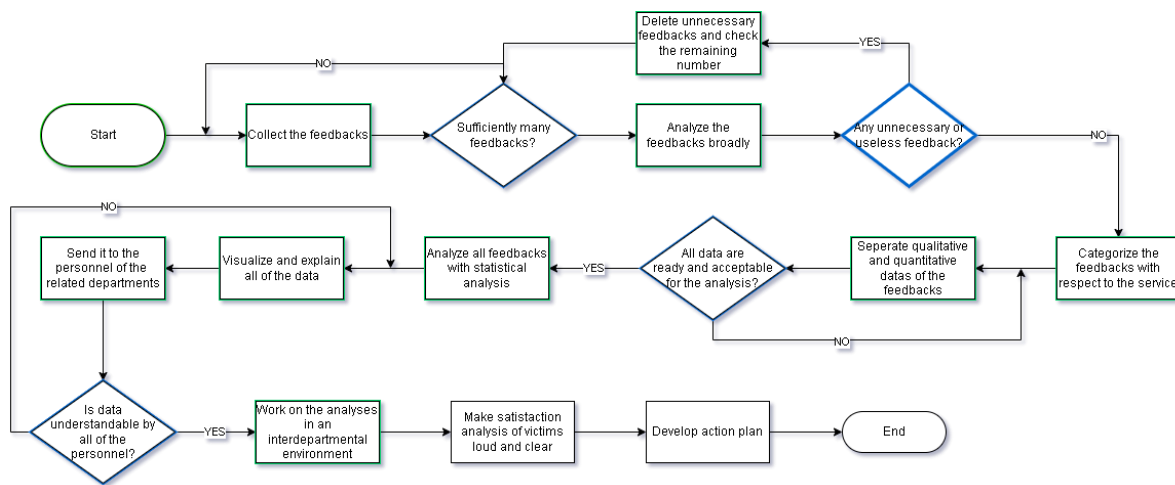 Delete unnecessary
feedbacks and check
the remaining
number
YES
NO
Start
Collect the feedbacks
Sufficiently many
feedbacks?
Analyze the
feedbacks broadly
Any unnecessary or
useless feedback?
NO
NO
Send it to the
personnel of the
related departments
Visualize and explain
all of the data
Analyze all feedbacks
with statistical
analysis
YES
All data are
ready and acceptable
for the analysis?
Seperate qualitative
and quantitative
datas of the
feedbacks
Categorize the
feedbacks with
respect to the service
NO
Is data
understandable by
all of the
personnel?
YES
Work on the analyses
in an
interdepartmental
environment
Make satisfaction
analysis of victims
loud and clear
Develop action plan
End